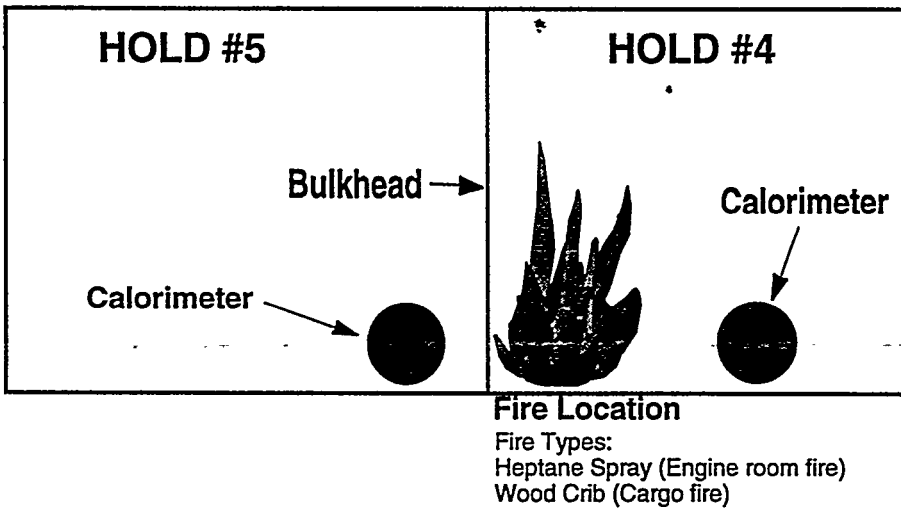 HOLD #5
HOLD #4
Bulkhead
Calorimeter
Calorimeter
Fire Location
Fire Types:
Heptane Spray (Engine room fire)
Wood Crib (Cargo fire)